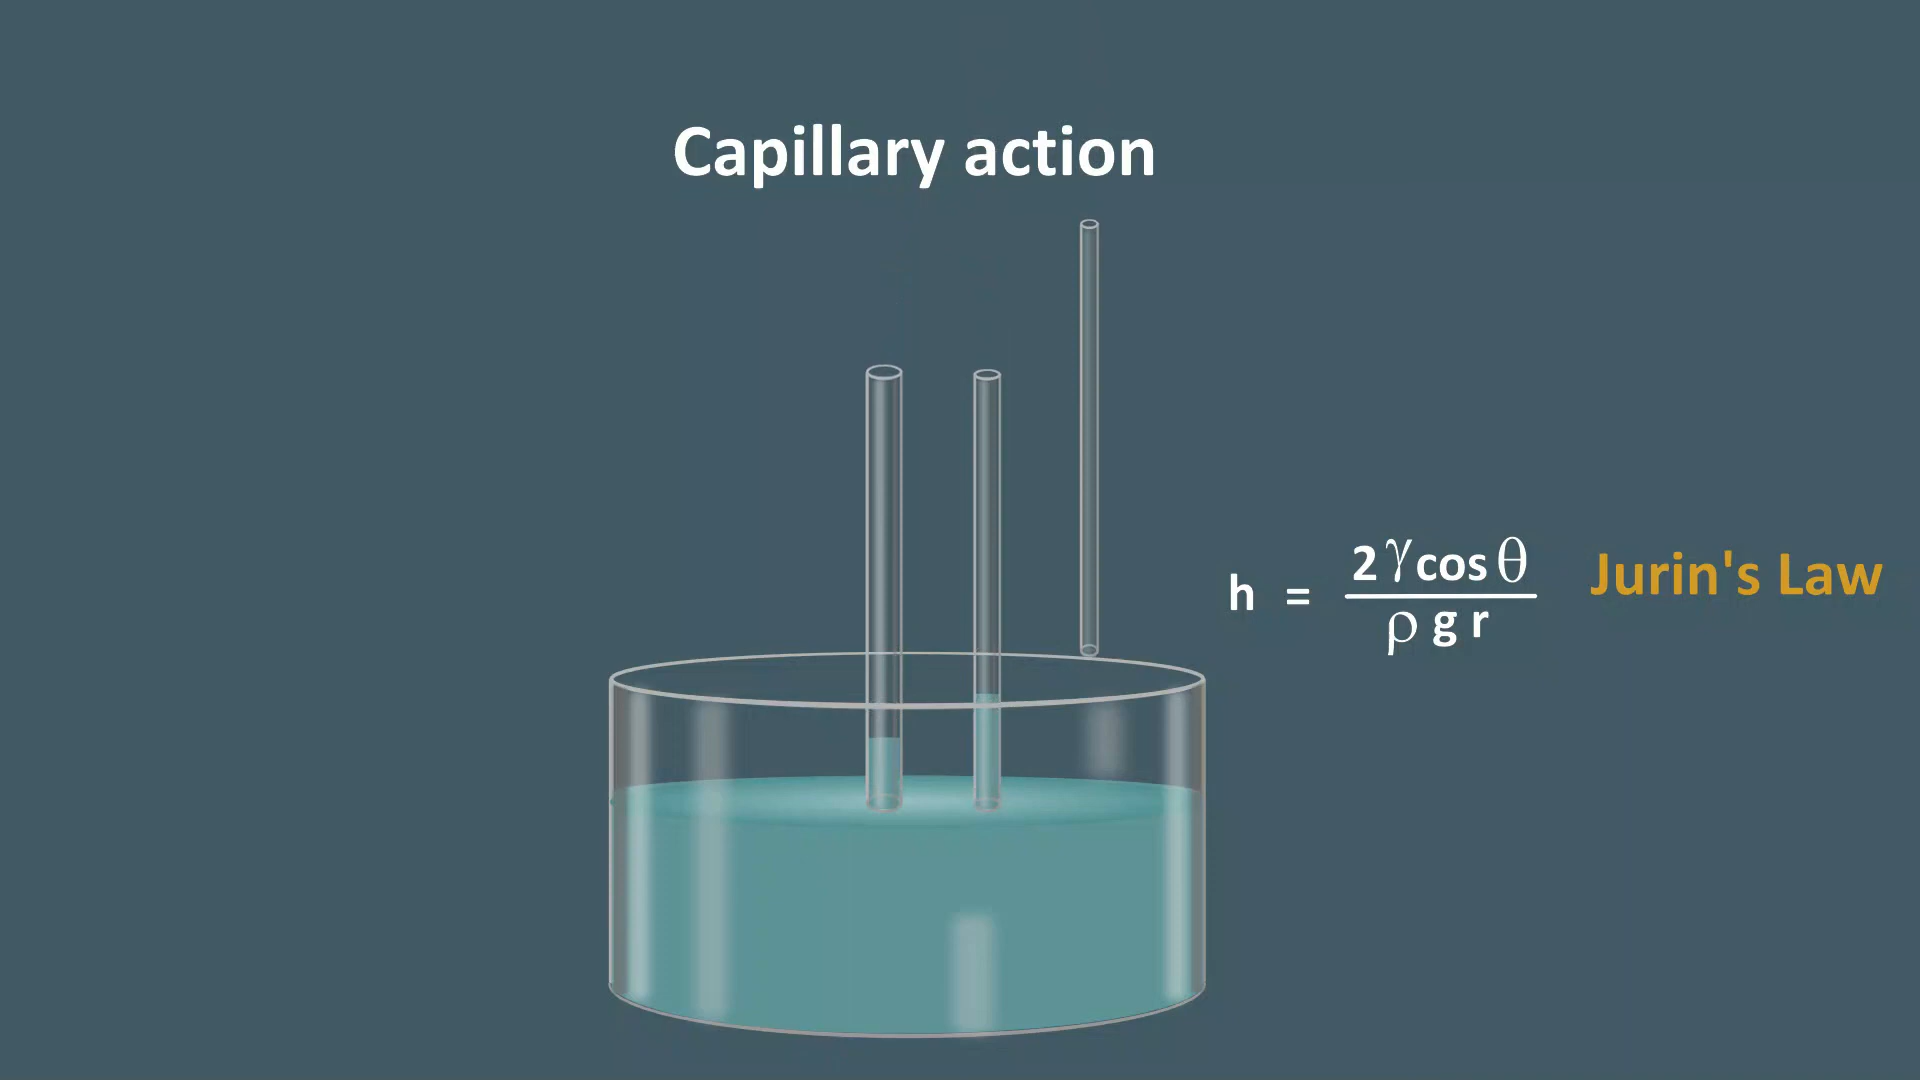 Capillary action
h = 2γcosθ / ρgr
Jurin's Law